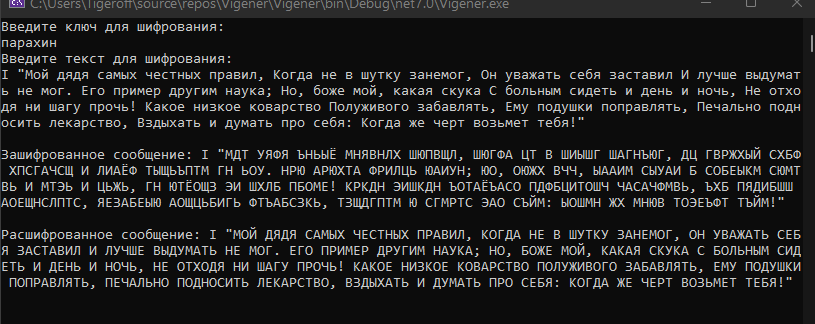 C:\Users\Tigeroff\source\repos\Vigener\Vigener\bin\Debug\net7.0\Vigener.exe
Введите ключ для шифрования:
парахин
Введите текст для шифрования:
I "Мой дядя самых честных правил, Когда не в шутку занемог, Он уважать себя заставил И лучше выдумат
ь не мог. Его пример другим наука; Но, боже мой, какая скука С больным сидеть и день и ночь, Не отхо
дя ни шагу прочь! Какое низкое коварство Полуживого забавлять, Ему подушки поправлять, Печально подн
осить лекарство, Вздыхать и думать про себя: Когда же черт возьмет тебя!"
Зашифрованное сообщение: I "МДТ УЯФЯ ЪНЫЫЁ МНЯВНЛХ ШЮПВЩЛ, ШЮГФА ЦТ В ШИЫШГ ШАГНЪЮГ, ДЦ ГВРЖХЫЙ СХБФ
ХПСГАЧСЩ И ЛИАЁФ ТЫЩЬЪПТМ ГН ЬОУ. НРЮ АРЮХТА ФРИЛЦЬ ЮАИУН; ЮО, ОЮЖХ ВЧЧ, ЫАААИМ СЫУАИ Б СОБЕЫКМ СЮМТ
ВЬ И МТЭЬ И ЦЬЖЬ, ГН ЮТЁОЩЗ ЭИ ШХЛБ ПБОМЕ! КРКДН ЭИШКДН ЪОТАЁЪАСО ПДФБЦИТОШЧ ЧАСАЧФМВЬ, ЪХБ ПЯДИБШШ
АОЕЩНСЛПТС, ЯЕЗАБЕЫЮ АОЩЦЬБИГЬ ФТЪАБСЗКЬ, ТЗЩДГПТМ Ю СГМРТС ЭАО СЪЙМ: ЫОШМН ЖХ МНЮВ ТОЭЕЪФТ ТЪЙМ!"
Расшифрованное сообщение: I "МОЙ ДЯДЯ САМЫХ ЧЕСТНЫХ ПРАВИЛ, КОГДА НЕ В ШУТКУ ЗАНЕМОГ, ОН УВАЖАТЬ СЕБ
Я ЗАСТАВИЛ И ЛУЧШЕ ВЫДУМАТЬ НЕ МОГ. ЕГО ПРИМЕР ДРУГИМ НАУКА; НО, БОЖЕ МОЙ, КАКАЯ СКУКА С БОЛЬНЫМ СИД
ЕТЬ И ДЕНЬ И НОЧЬ, НЕ ОТХОДЯ НИ ШАГУ ПРОЧЬ! КАКОЕ НИЗКОЕ КОВАРСТВО ПОЛУЖИВОГО ЗАБАВЛЯТЬ, ЕМУ ПОДУШКИ
ПОПРАВЛЯТЬ, ПЕЧАЛЬНО ПОДНОСИТЬ ЛЕКАРСТВО, ВЗДЫХАТЬ И ДУМАТЬ ПРО СЕБЯ: КОГДА ЖЕ ЧЕРТ ВОЗЬМЕТ ТЕБЯ!"